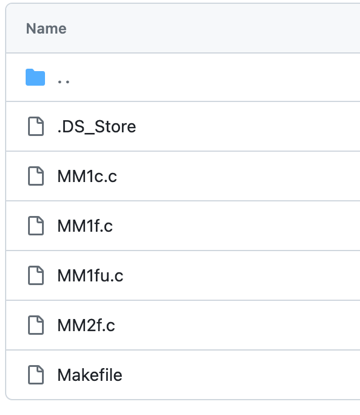 Name
..
.DS_Store
MM1c.c
MM1f.c
MM1fu.c
MM2f.c
Makefile